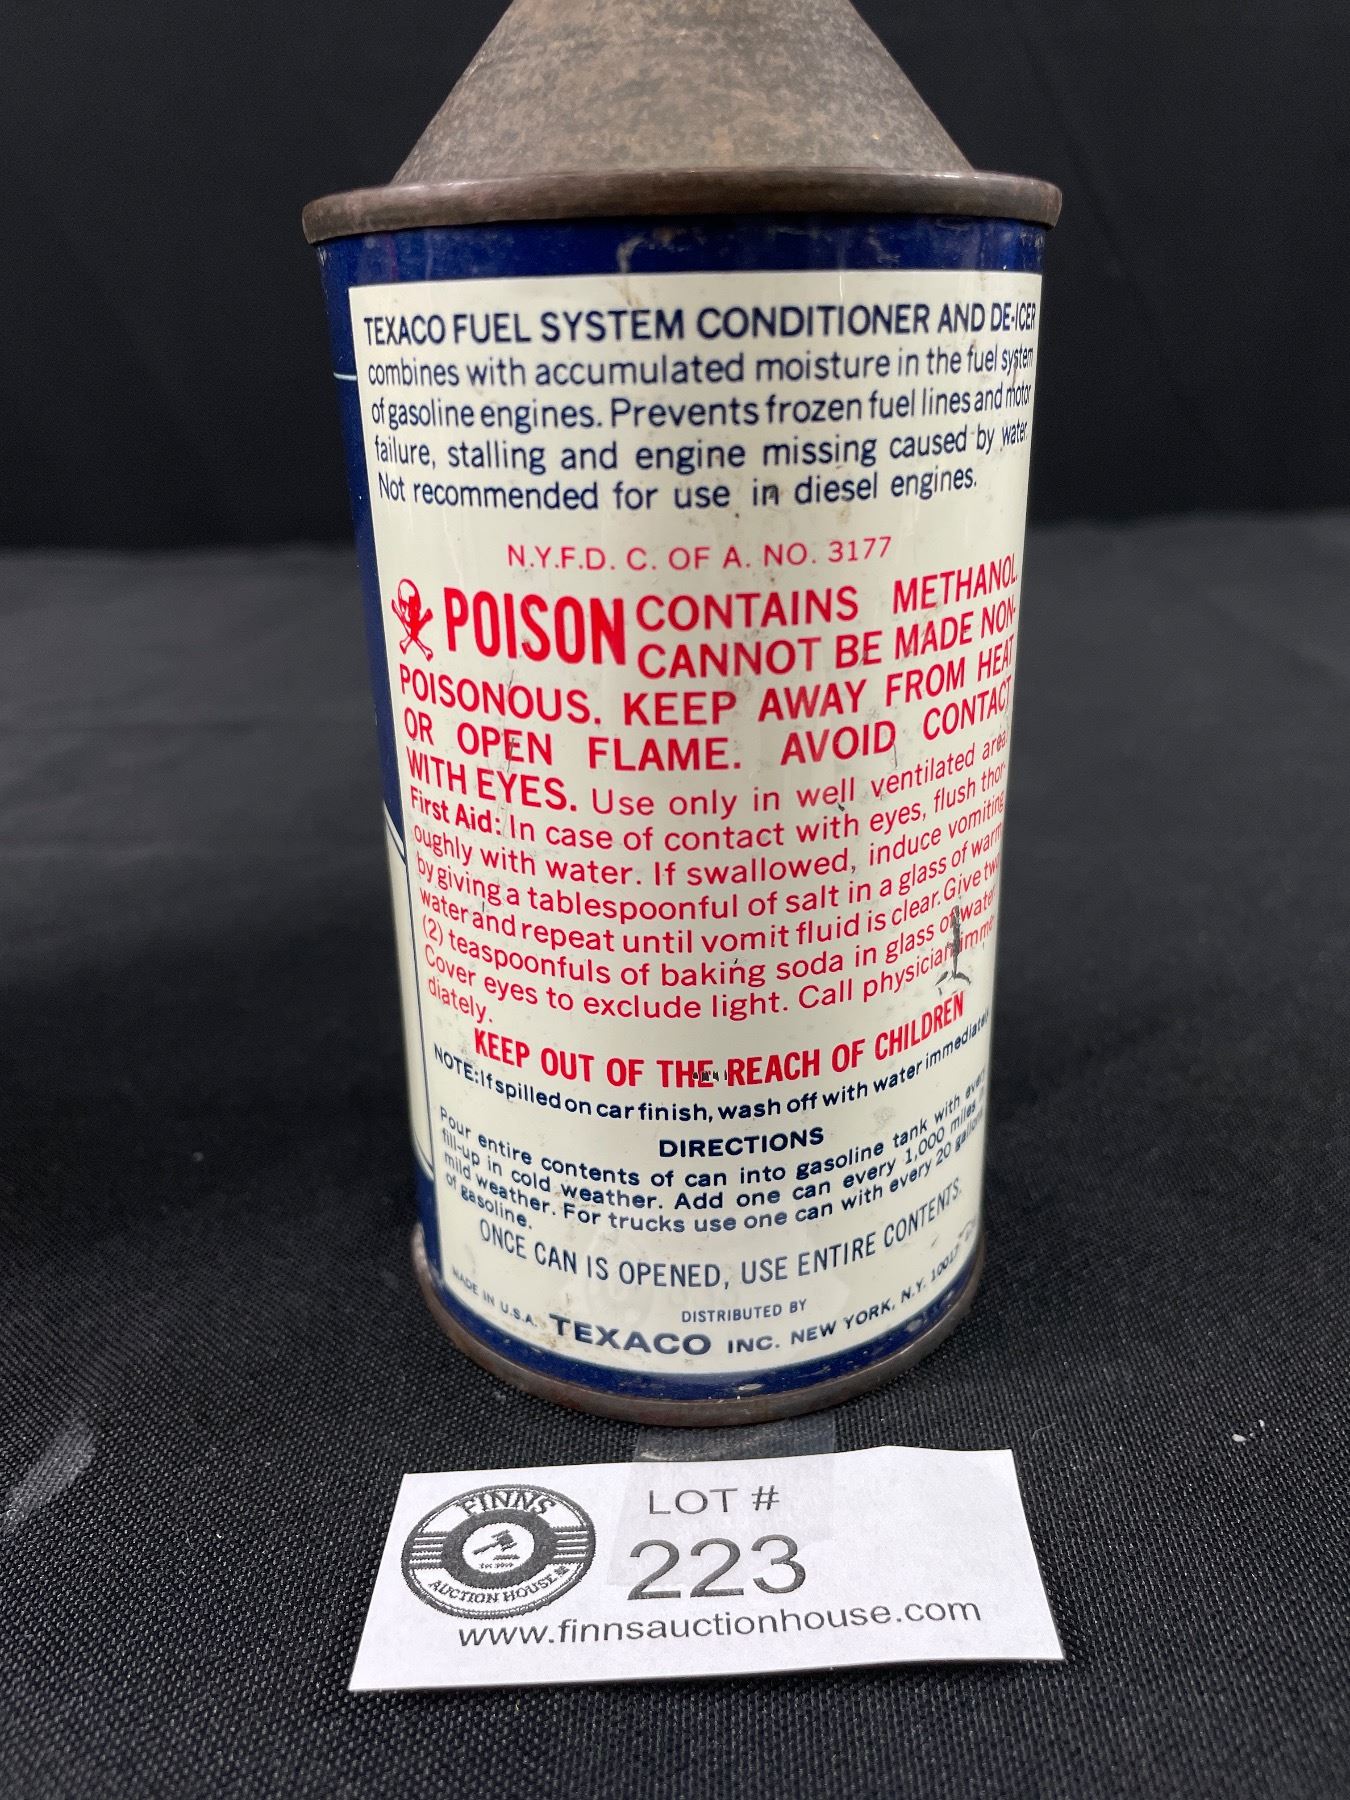 TEXACO FUEL SYSTEM CONDITIONER AND DE-ICER
combines with accumulated moisture in the fuel system
of gasoline engines. Prevents frozen fuel lines and motor
failure, stalling and engine missing caused by water.
Not recommended for use in diesel engines.
N.Y.F.D. C. OF A. NO. 3177
POISON CONTAINS METHANOL.
CANNOT BE MADE NON-
POISONOUS. KEEP AWAY FROM HEAT
OR OPEN FLAME. AVOID CONTACT
WITH EYES. Use only in well ventilated area.
First Aid: In case of contact with eyes, flush thor-
oughly with water. If swallowed, induce vomiting
by giving a tablespoonful of salt in a glass of warm
water and repeat until vomit fluid is clear. Give two
(2) teaspoonfuls of baking soda in glass of water.
Cover eyes to exclude light. Call physician imme-
diately.
KEEP OUT OF THE REACH OF CHILDREN
NOTE: If spilled on car finish, wash off with water immediately.
DIRECTIONS
Pour entire contents of can into gasoline tank with every
fill-up in cold weather. Add one can every 1,000 miles in
mild weather. For trucks use one can with every 20 gallons
of gasoline.
ONCE CAN IS OPENED, USE ENTIRE CONTENTS.
MADE IN U.S.A.
DISTRIBUTED BY
TEXACO INC. NEW YORK, N.Y. 10017
FINNS
AUCTION HOUSE
LOT #
223
www.finnsauctionhouse.com